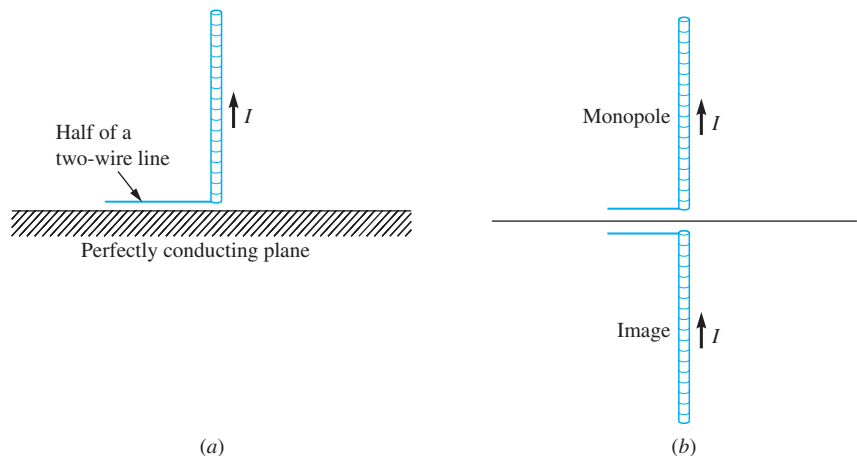 I
Half of a
two-wire line
Perfectly conducting plane
(a)
Monopole
I
Image
I
(b)